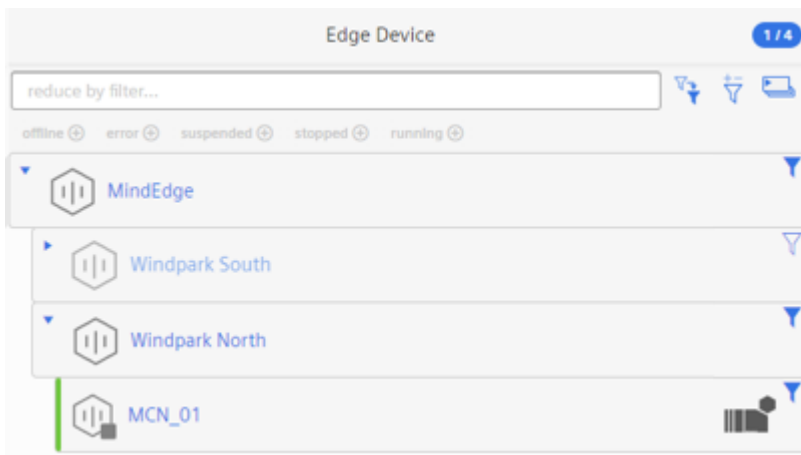 Edge Device
1/4
reduce by filter...
offline error suspended stopped running
MindEdge
Windpark South
Windpark North
MCN_01